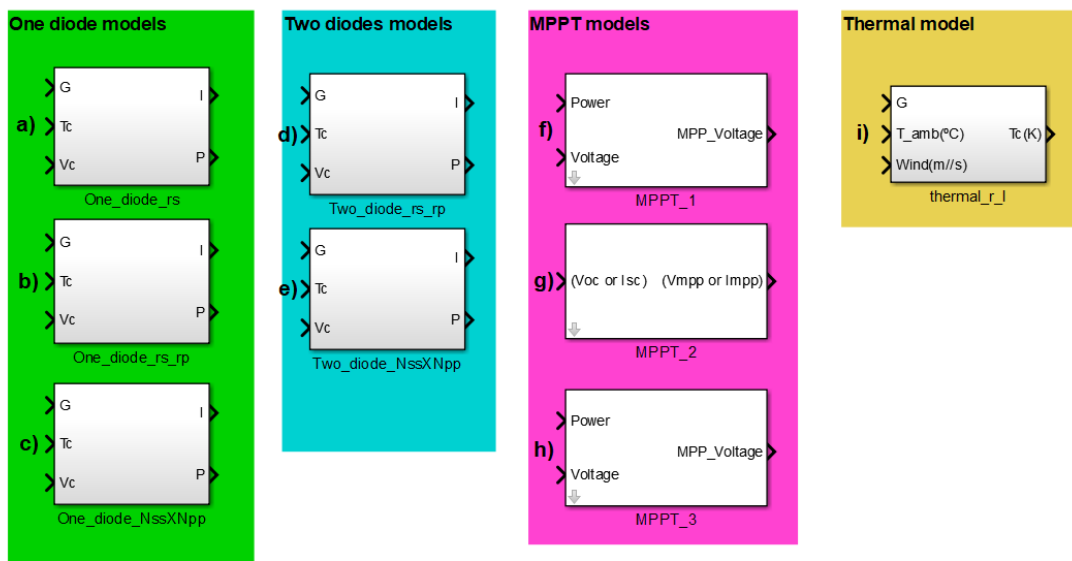 One diode models
a)
G
Tc
Vc
I
P
One_diode_rs
b)
G
Tc
Vc
I
P
One_diode_rs_rp
c)
G
Tc
Vc
I
P
One_diode_NssXNpp
Two diodes models
d)
G
Tc
Vc
I
P
Two_diode_rs_rp
e)
G
Tc
Vc
I
P
Two_diode_NssXNpp
MPPT models
f)
Power
Voltage
MPP_Voltage
MPPT_1
g)
(Voc or Isc) (Vmpp or Impp)
MPPT_2
h)
Power
Voltage
MPP_Voltage
MPPT_3
Thermal model
i)
G
T_amb(ºC) Tc(K)
Wind(m//s)
thermal_r_l